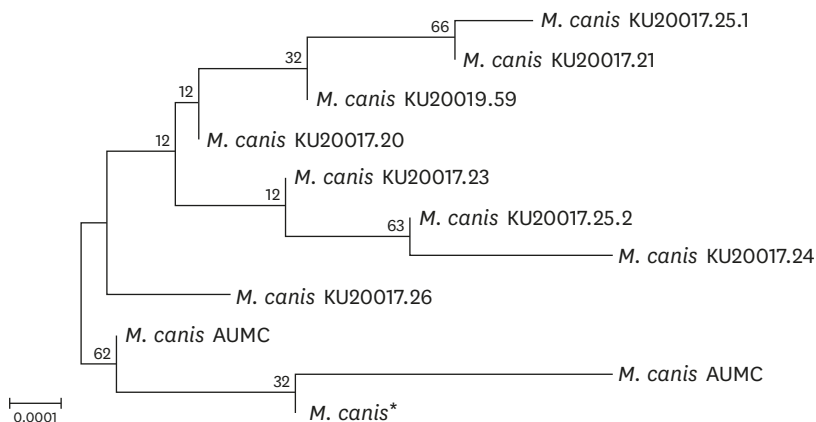 66
M. canis KU20017.25.1
M. canis KU20017.21
32
M. canis KU20019.59
12
M. canis KU20017.20
12
M. canis KU20017.23
12
M. canis KU20017.25.2
63
M. canis KU20017.24
M. canis KU20017.26
M. canis AUMC
62
M. canis AUMC
32
M. canis*
0.0001